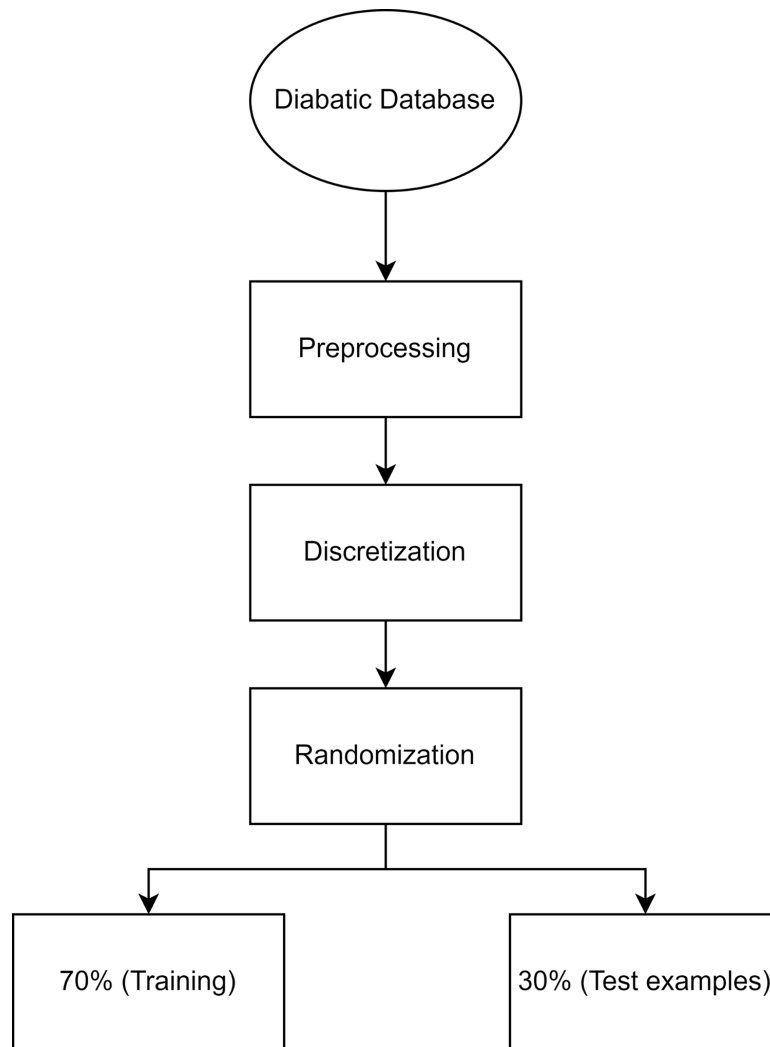 Diabatic Database
Preprocessing
Discretization
Randomization
70% (Training)
30% (Test examples)